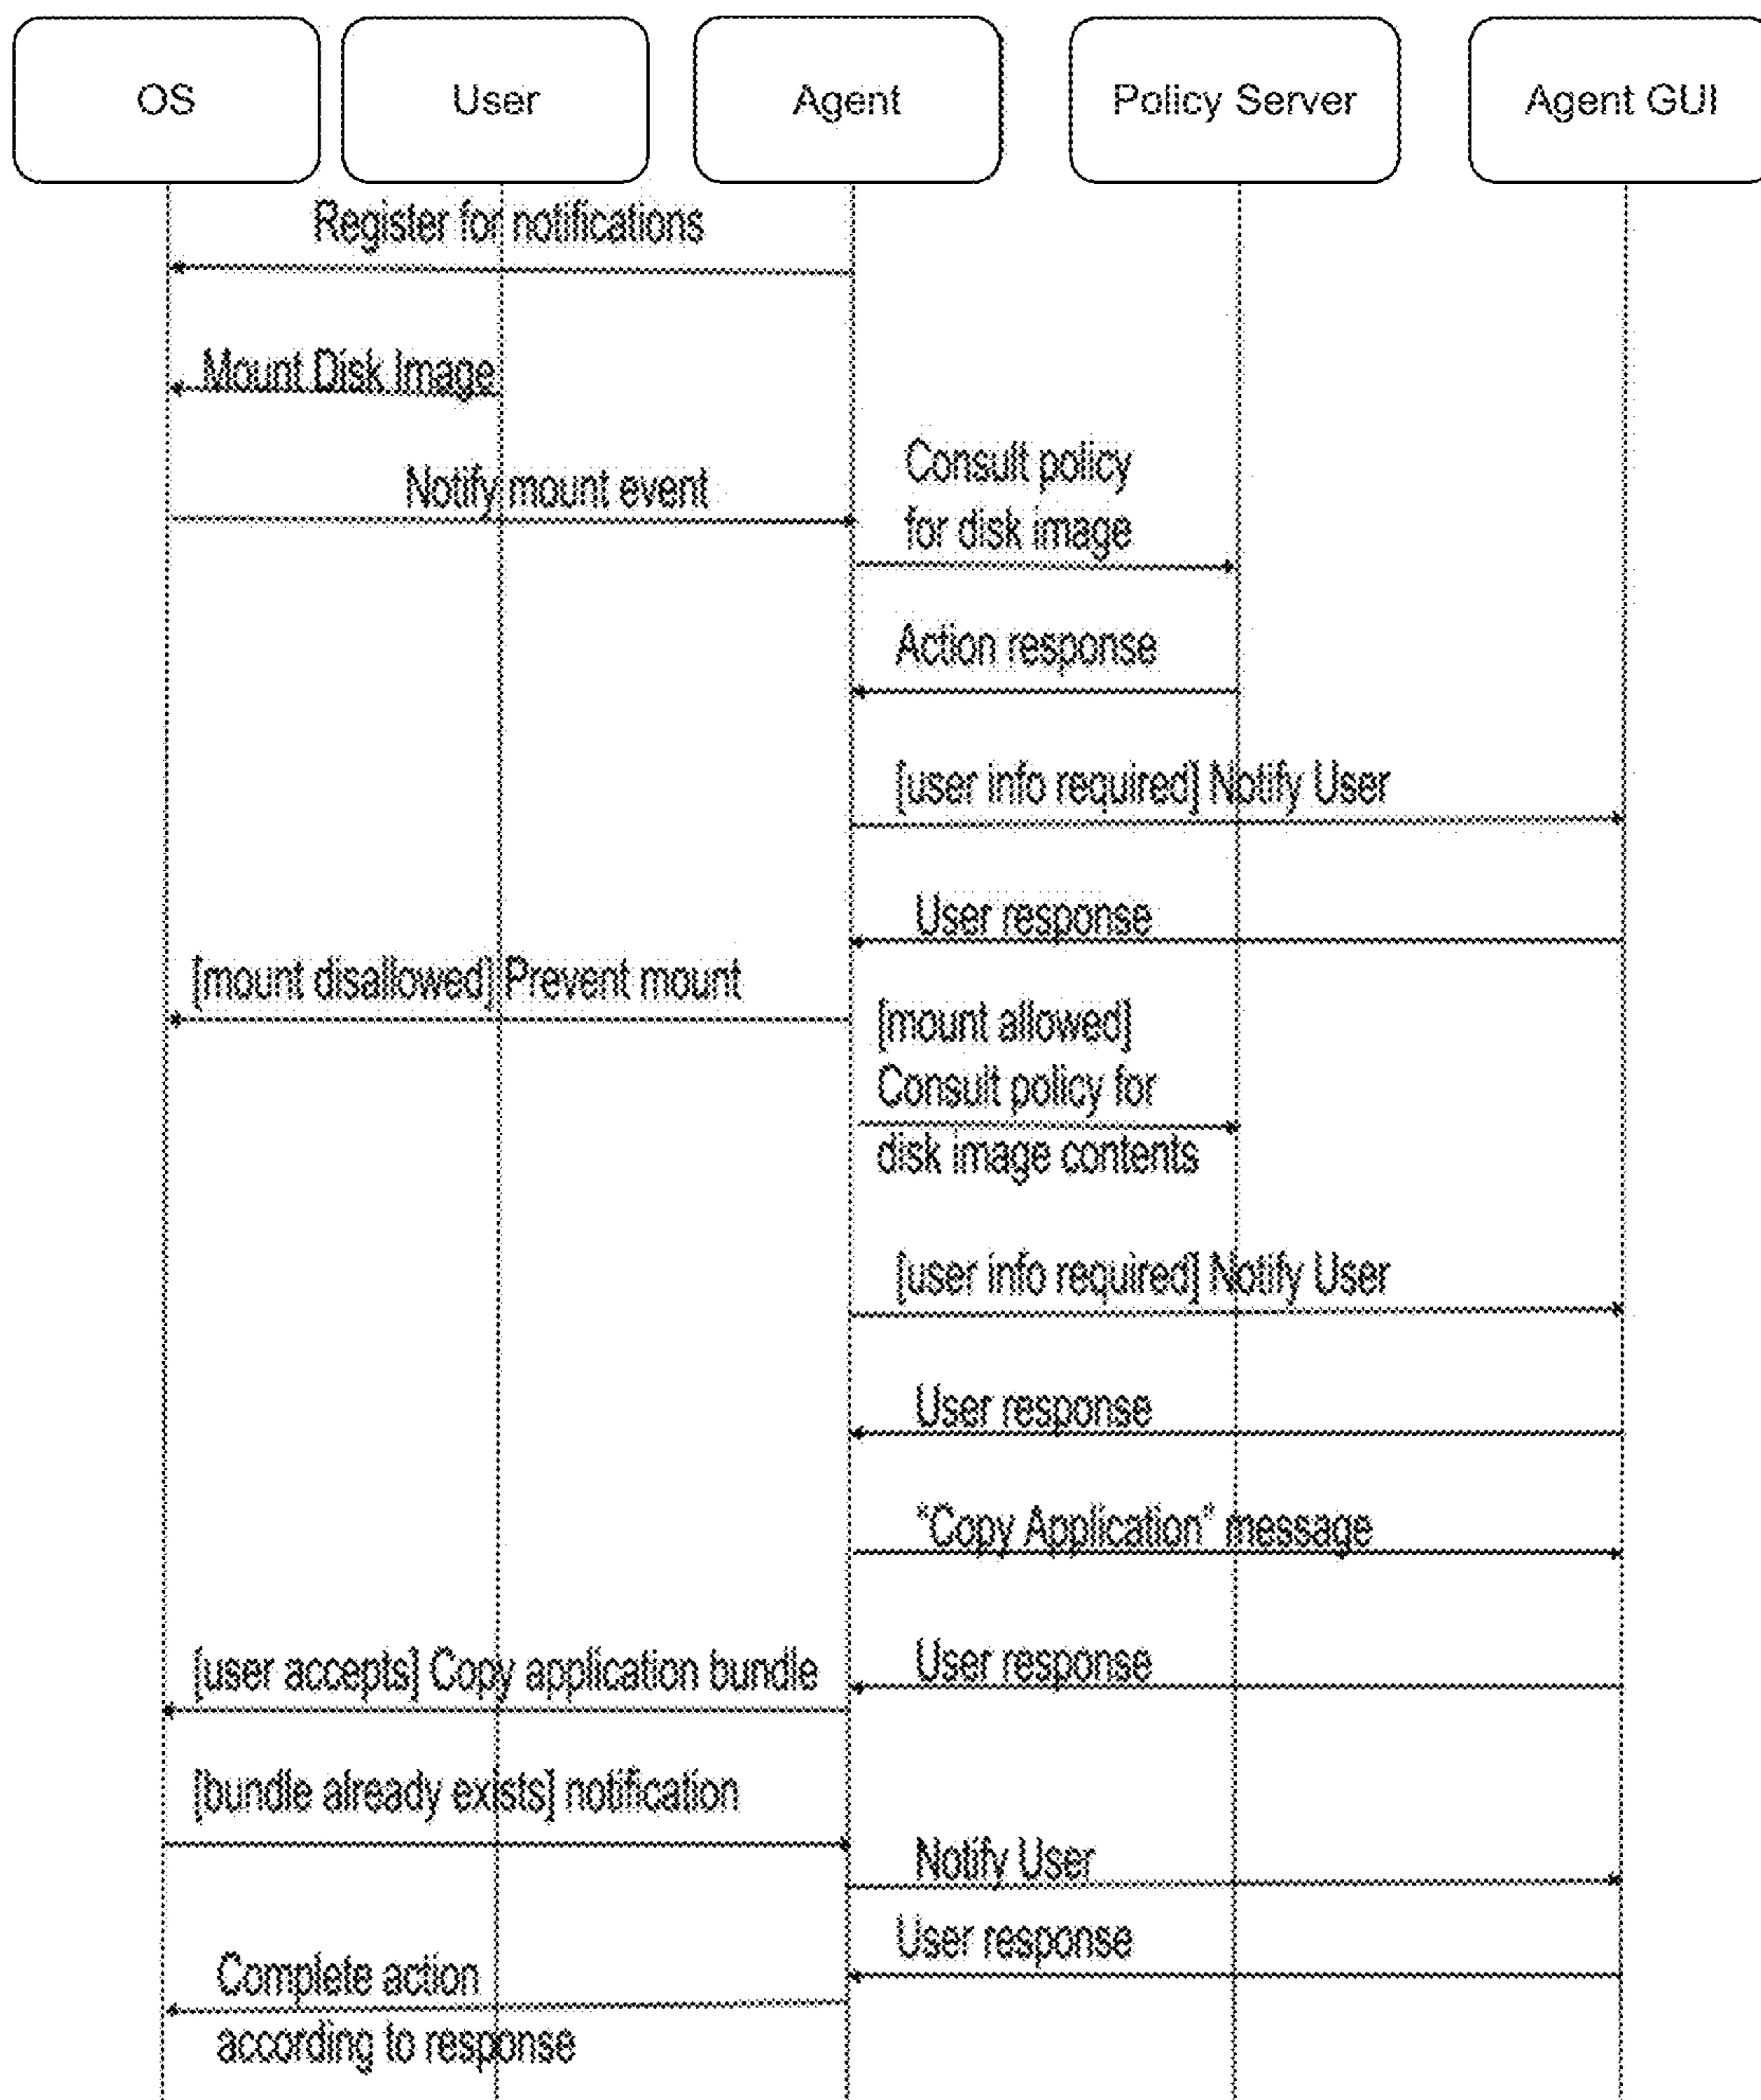 OS
User
Agent
Policy Server
Agent GUI
Register for notifications
Mount Disk Image
Notify mount event
Consult policy
for disk image
Action response
[user info required] Notify User
User response
[mount disallowed] Prevent mount
[mount allowed]
Consult policy for
disk image contents
[user info required] Notify User
User response
"Copy Application" message
User response
[user accepts] Copy application bundle
[bundle already exists] notification
Notify User
User response
Complete action
according to response